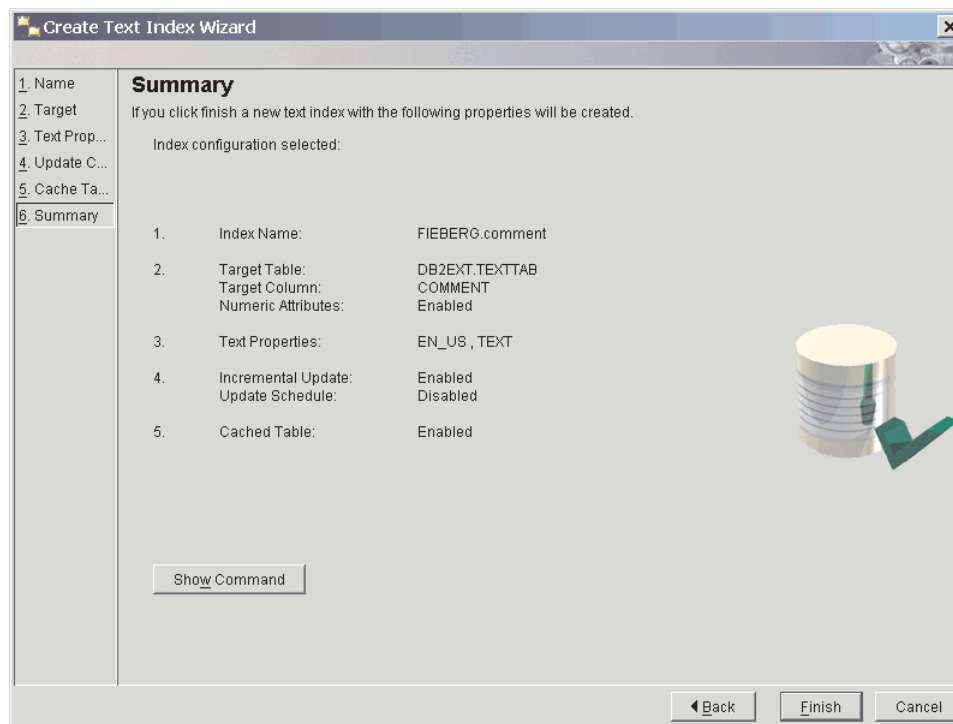 Create Text Index Wizard
1. Name
2. Target
3. Text Prop...
4. Update C...
5. Cache Ta...
6. Summary
Summary
If you click finish a new text index with the following properties will be created.
Index configuration selected:
1. Index Name: FIEBERG.comment
2. Target Table: DB2EXT.TEXTTAB
Target Column: COMMENT
Numeric Attributes: Enabled
3. Text Properties: EN_US , TEXT
4. Incremental Update: Enabled
Update Schedule: Disabled
5. Cached Table: Enabled
Show Command
Back Finish Cancel